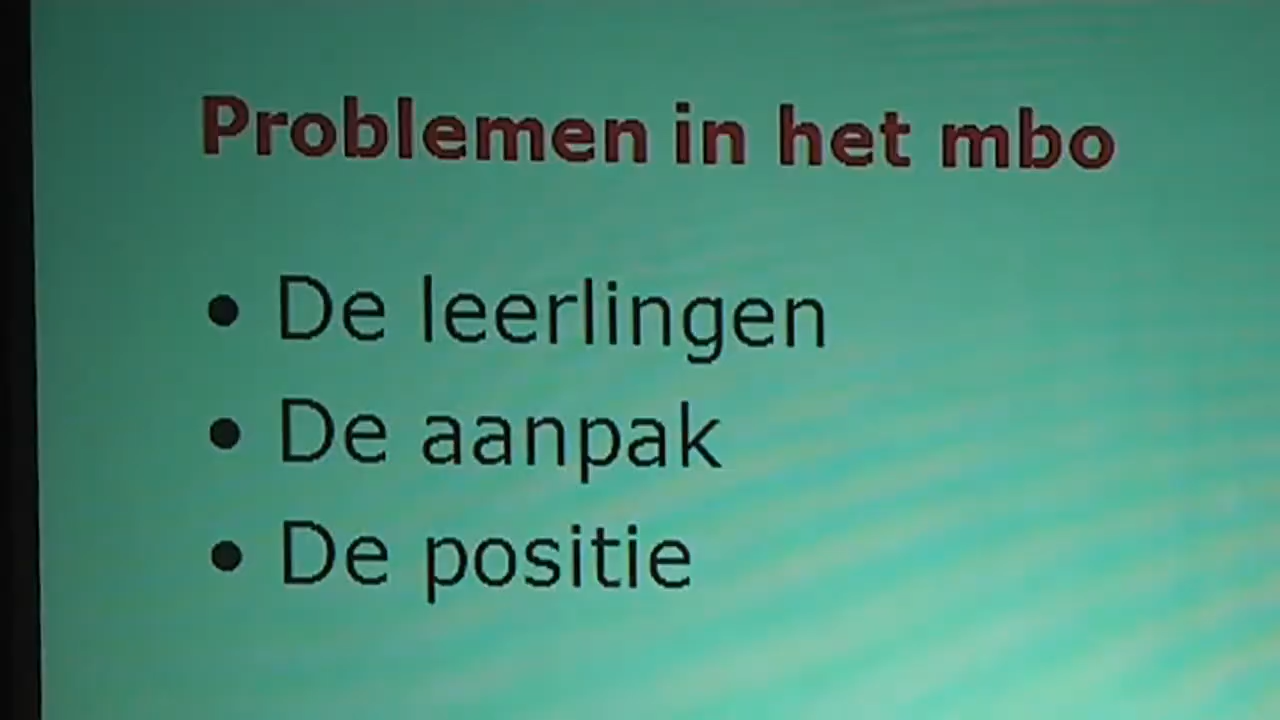 Problemen in het mbo
• De leerlingen
• De aanpak
• De positie